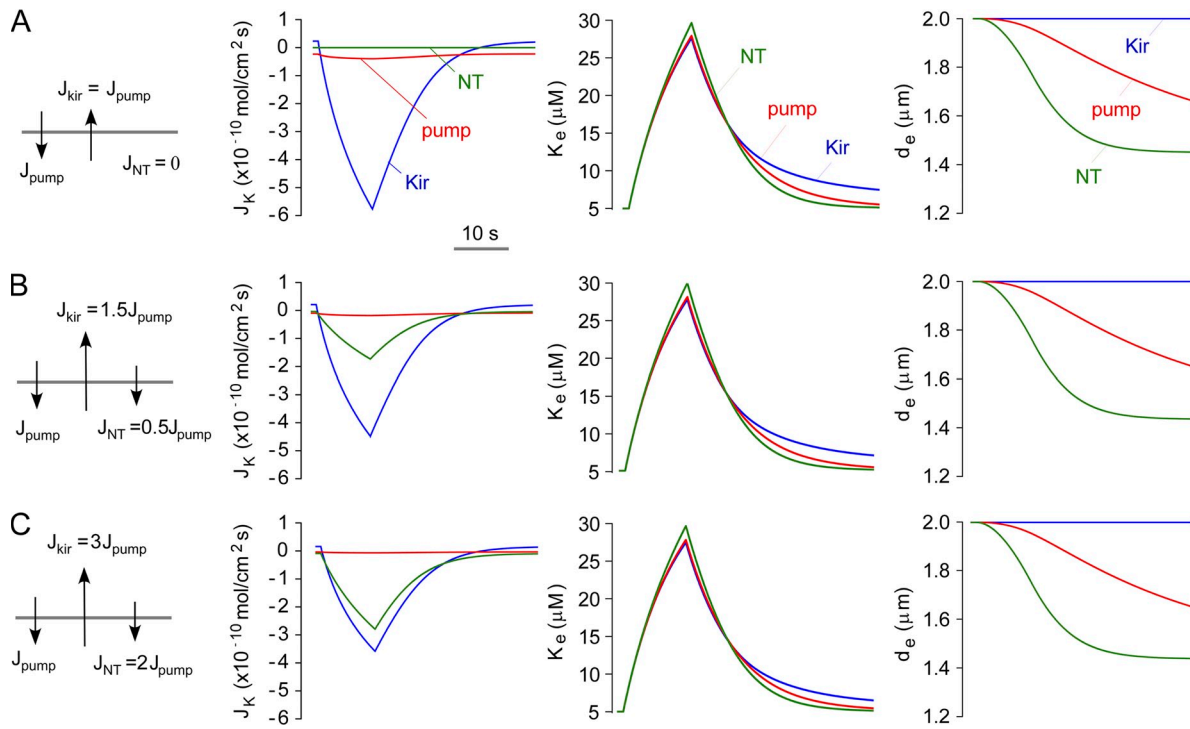 A
J_kir = J_pump
J_pump
J_NT = 0
J_K (x10^-10 mol/cm^2 s)
1
0
-1
-2
-3
-4
-5
-6
NT
pump
Kir
10 s
K_e (μM)
30
25
20
15
10
5
NT
pump
Kir
d_e (μm)
2.0
1.8
1.6
1.4
1.2
Kir
pump
NT
B
J_kir =1.5J_pump
J_pump
J_NT =0.5J_pump
J_K (x10^-10 mol/cm^2 s)
1
0
-1
-2
-3
-4
-5
-6
K_e (μM)
30
25
20
15
10
5
d_e (μm)
2.0
1.8
1.6
1.4
1.2
C
J_kir =3J_pump
J_pump
J_NT =2J_pump
J_K (x10^-10 mol/cm^2 s)
1
0
-1
-2
-3
-4
-5
-6
K_e (μM)
30
25
20
15
10
5
d_e (μm)
2.0
1.8
1.6
1.4
1.2